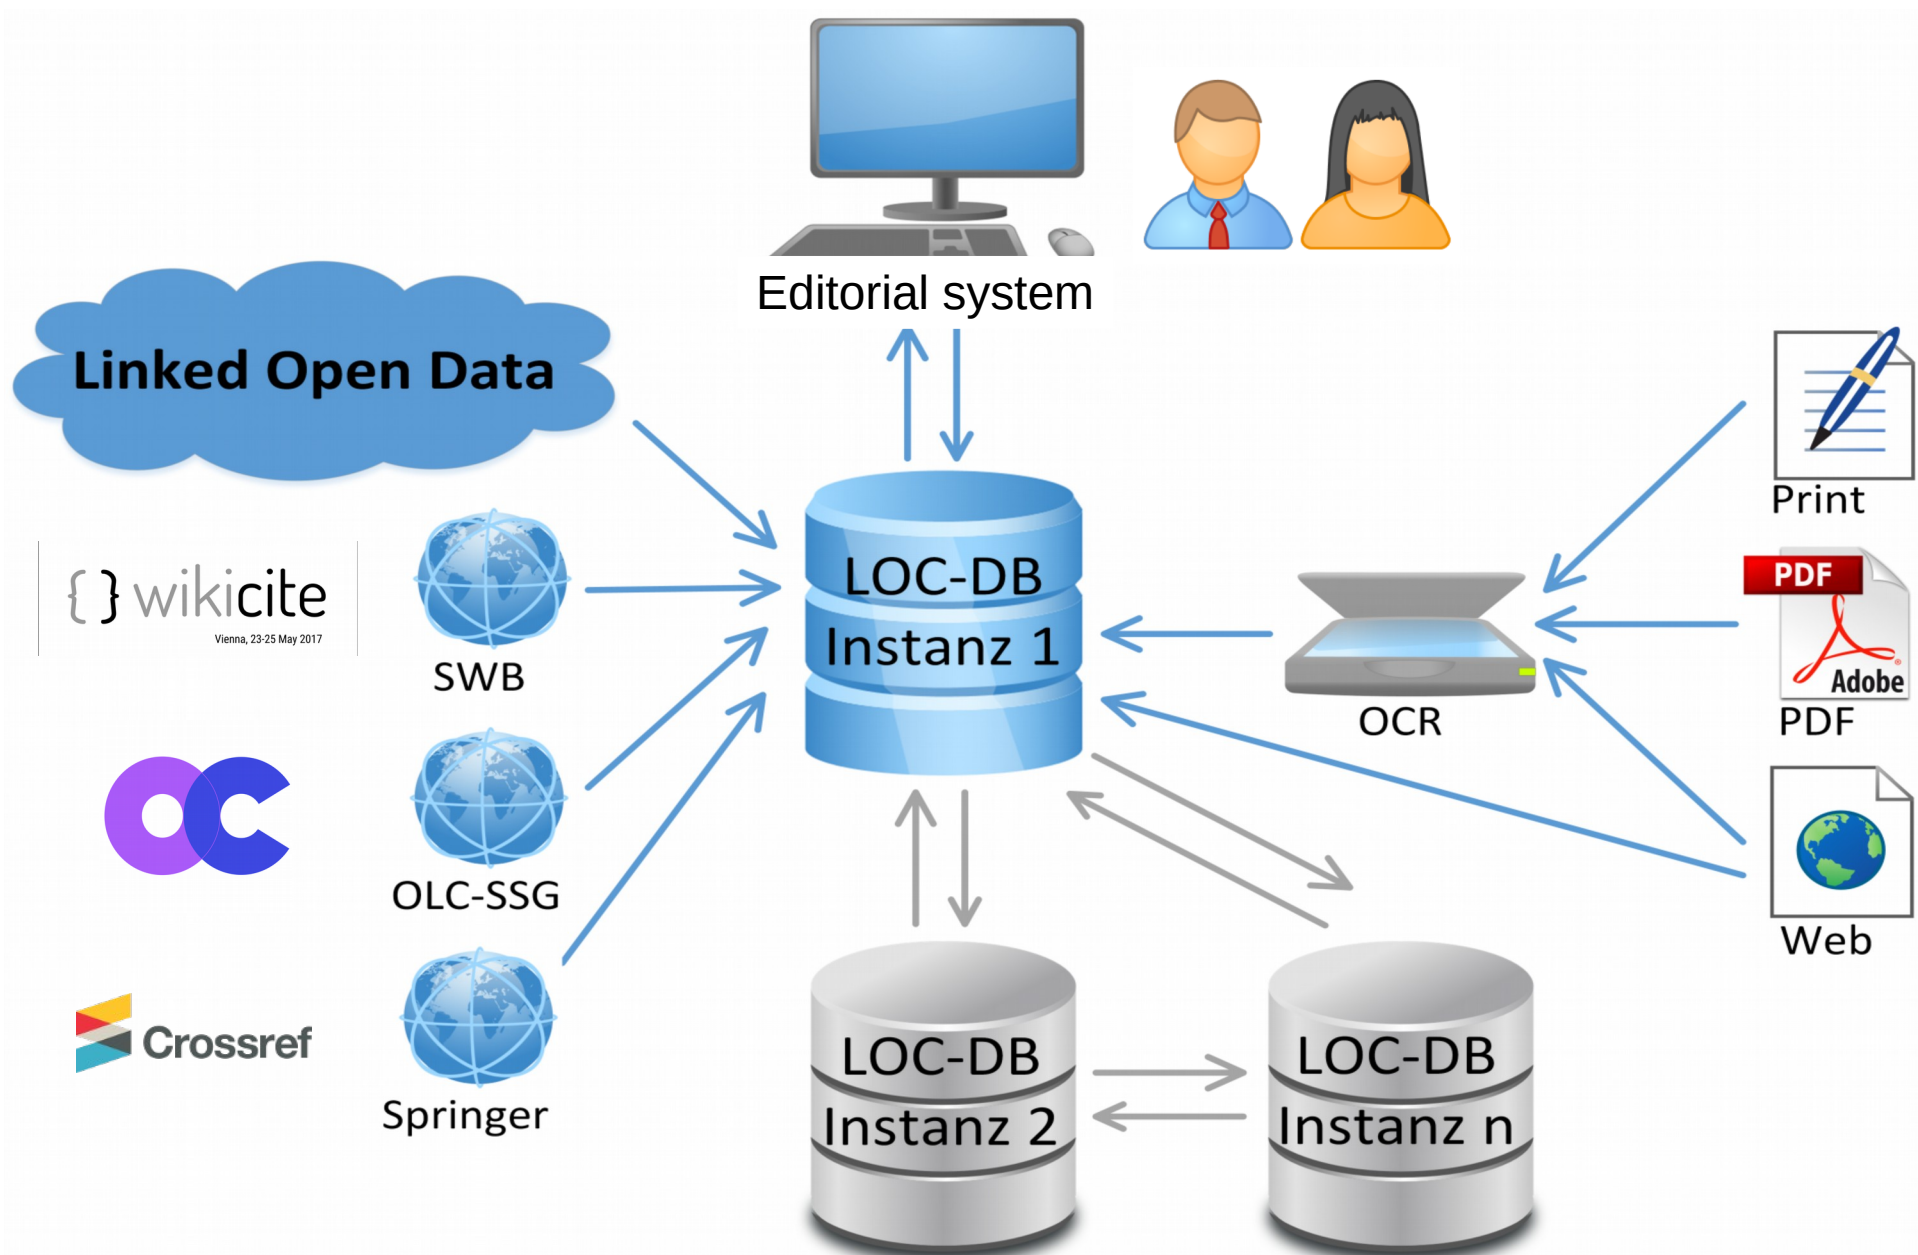 Editorial system
Linked Open Data
Print
{ } wikicite
Vienna, 23-25 May 2017
SWB
LOC-DB
Instanz 1
PDF
Adobe
PDF
OCR
OC
OLC-SSG
Web
Crossref
Springer
LOC-DB
Instanz 2
LOC-DB
Instanz n